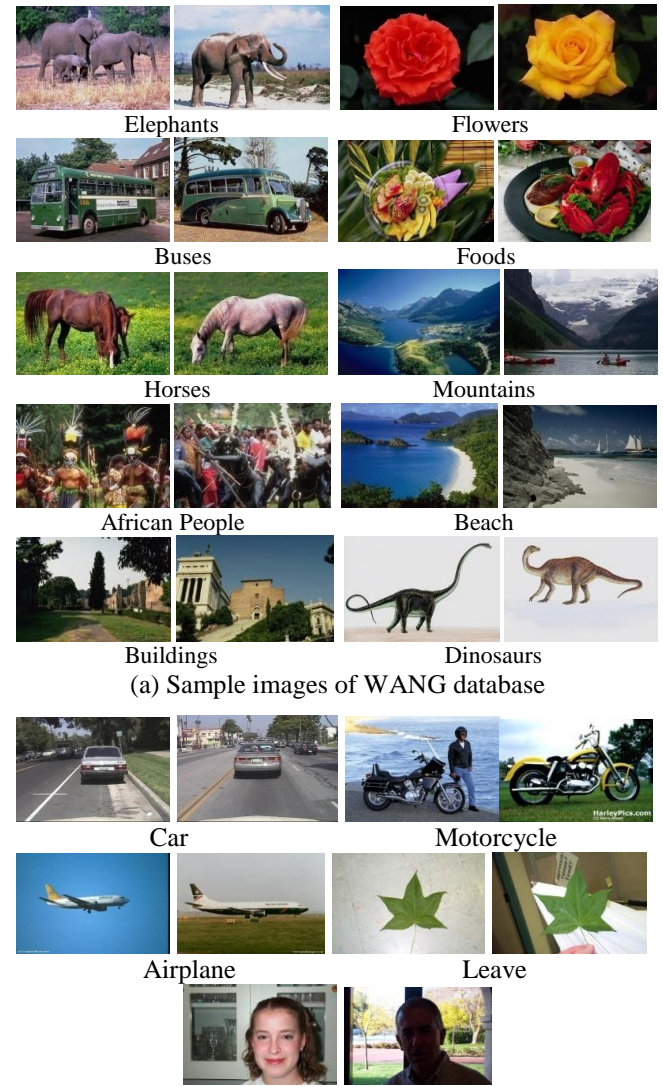 Elephants
Flowers
Buses
Foods
Horses
Mountains
African People
Beach
Buildings
Dinosaurs
(a) Sample images of WANG database
HarleyPics.com
Car
Motorcycle
Airplane
Leave